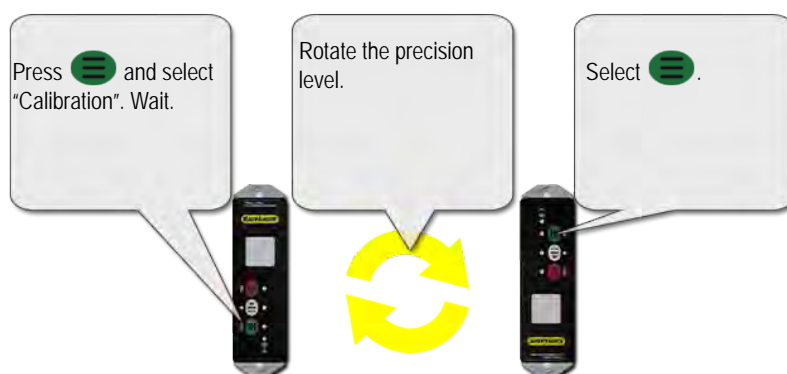 Press and select
"Calibration". Wait.
Rotate the precision
level.
Select .